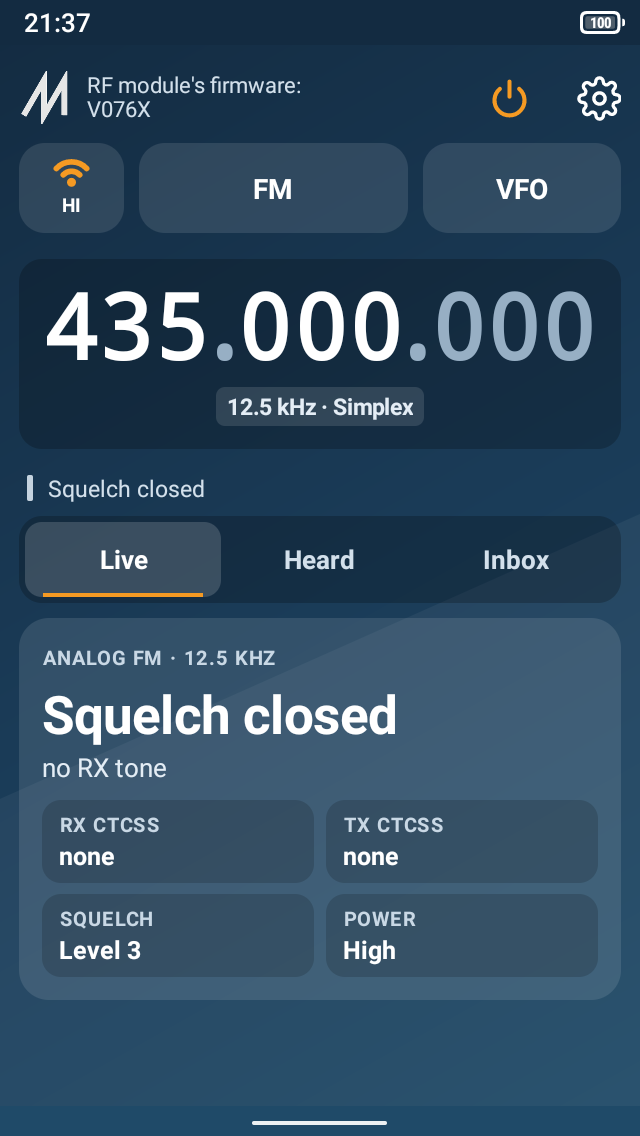 21:37
100
RF module's firmware:
V076X
HI
FM
VFO
435.000.000
12.5 kHz · Simplex
Squelch closed
Live
Heard
Inbox
ANALOG FM · 12.5 KHZ
Squelch closed
no RX tone
RX CTCSS
none
TX CTCSS
none
SQUELCH
Level 3
POWER
High